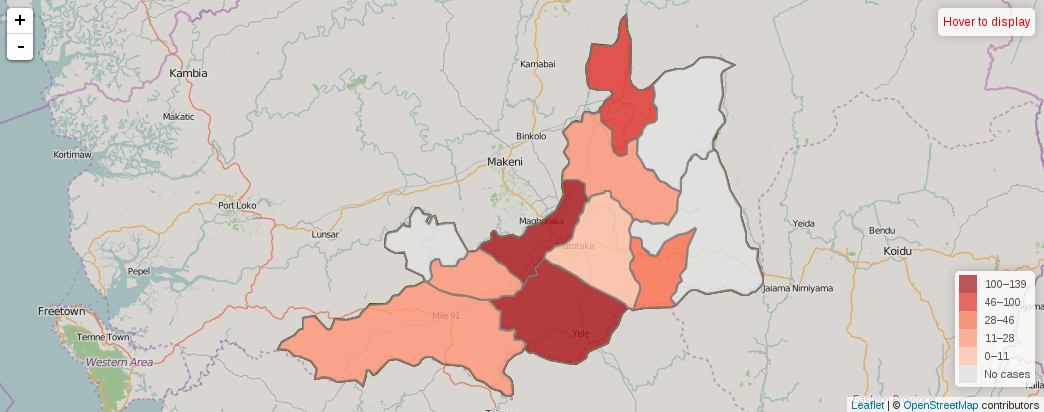 +
-
Hover to display
Kamabai
Kambia
Makatic
Binkolo
Kortimaw
Makeni
Port Loko
Magburaka
Lunsar
Matotaka
Yeida
Bendu
Koidu
Pepel
Jaiama Nimiyama
Freetown
Mile 91
Temne Town
Yele
Western Area
100–139
46–100
28–46
11–28
0–11
No cases
Leaflet | © OpenStreetMap contributors